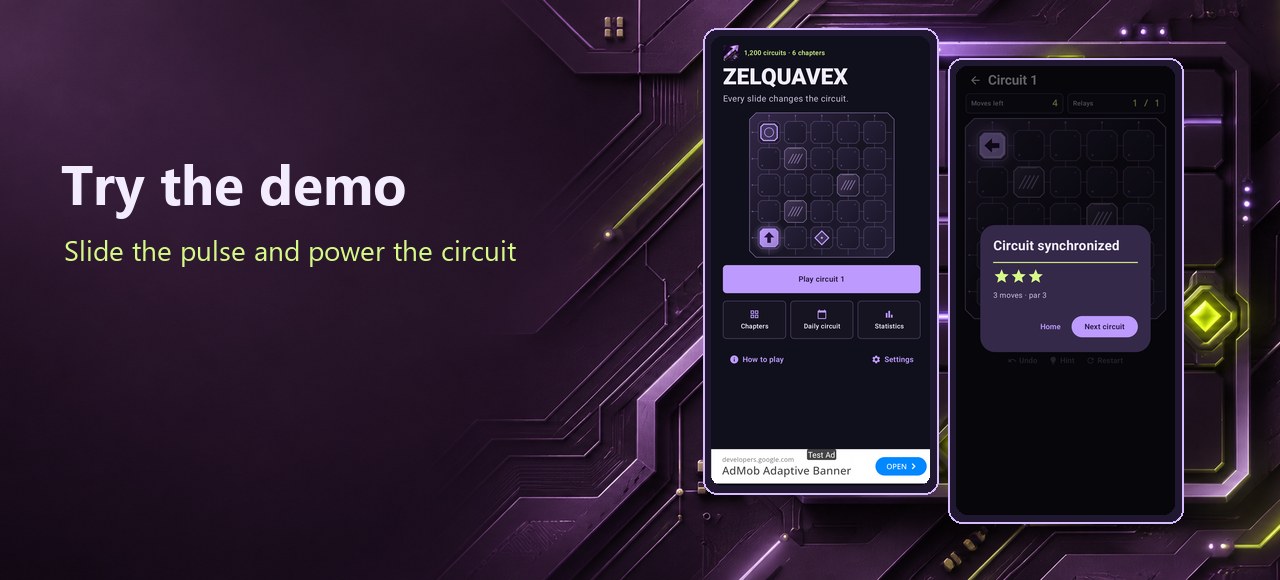 Try the demo
Slide the pulse and power the circuit
1,200 circuits · 6 chapters
ZELQUAVEX
Every slide changes the circuit.
Play circuit 1
Chapters
Daily circuit
Statistics
How to play
Settings
developers.google.com
Test Ad
AdMob Adaptive Banner
OPEN
Circuit 1
Moves left 4
Relays 1 / 1
Circuit synchronized
3 moves · par 3
Home
Next circuit
Undo
Hint
Restart